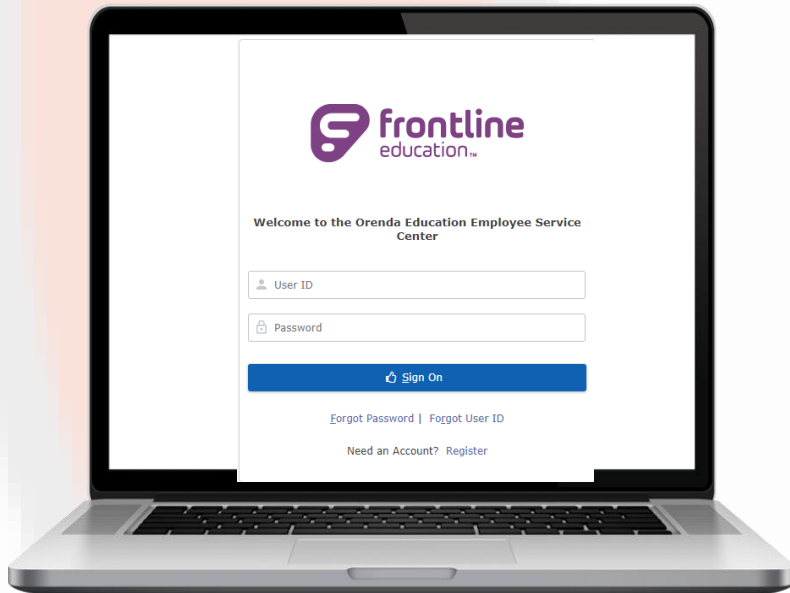 frontline
education™
Welcome to the Orenda Education Employee Service
Center
User ID
Password
Sign On
Forgot Password | Forgot User ID
Need an Account? Register